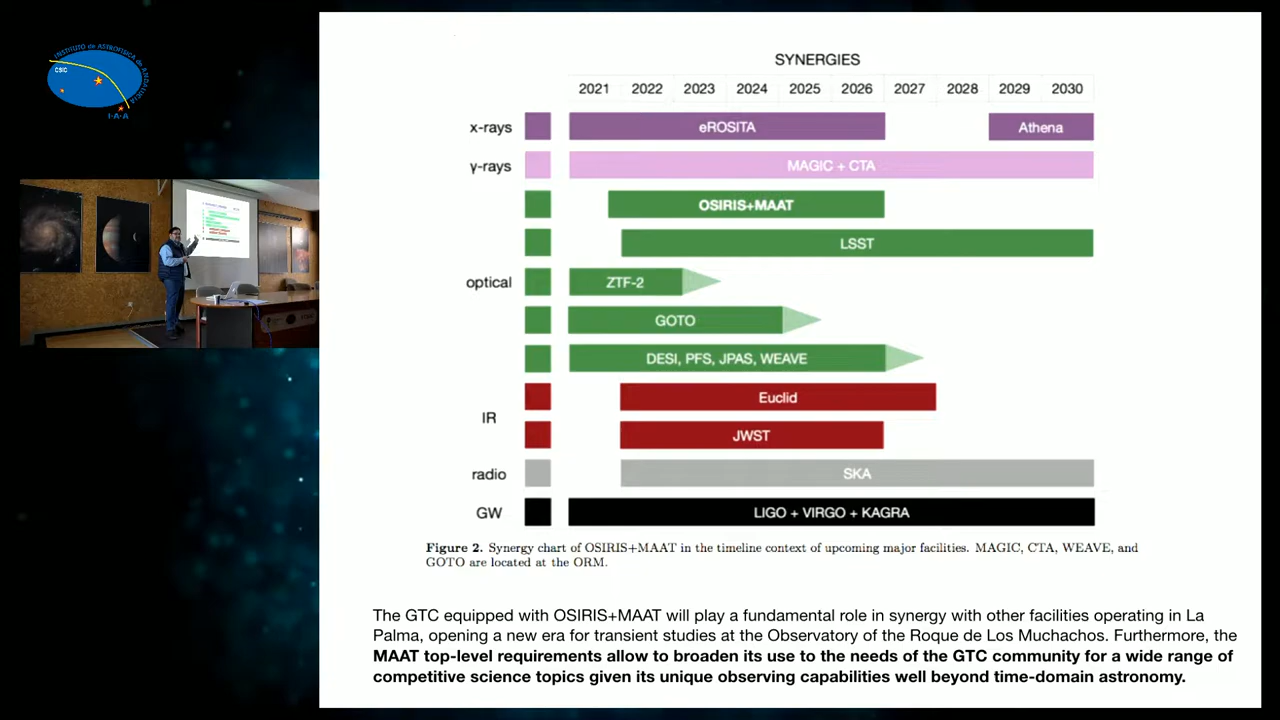 INSTITUTO de ASTROFÍSICA de ANDALUCÍA
CSIC
I·A·A
SYNERGIES
2021 2022 2023 2024 2025 2026 2027 2028 2029 2030
x-rays eROSITA Athena
γ-rays MAGIC + CTA
OSIRIS+MAAT
LSST
optical ZTF-2
GOTO
DESI, PFS, JPAS, WEAVE
Euclid
IR
JWST
radio SKA
GW LIGO + VIRGO + KAGRA
Figure 2. Synergy chart of OSIRIS+MAAT in the timeline context of upcoming major facilities. MAGIC, CTA, WEAVE, and
GOTO are located at the ORM.
The GTC equipped with OSIRIS+MAAT will play a fundamental role in synergy with other facilities operating in La
Palma, opening a new era for transient studies at the Observatory of the Roque de Los Muchachos. Furthermore, the
MAAT top-level requirements allow to broaden its use to the needs of the GTC community for a wide range of
competitive science topics given its unique observing capabilities well beyond time-domain astronomy.